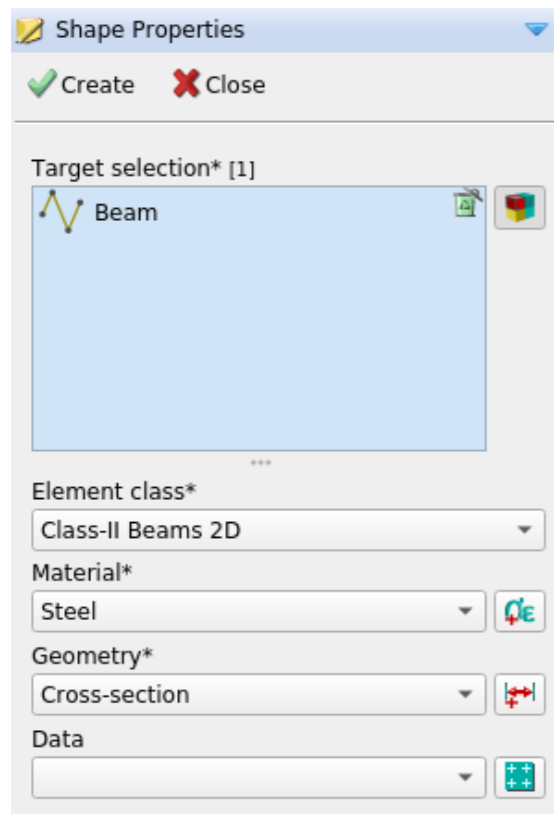 Shape Properties
Create Close
Target selection* [1]
Beam
Element class*
Class-II Beams 2D
Material*
Steel
Geometry*
Cross-section
Data